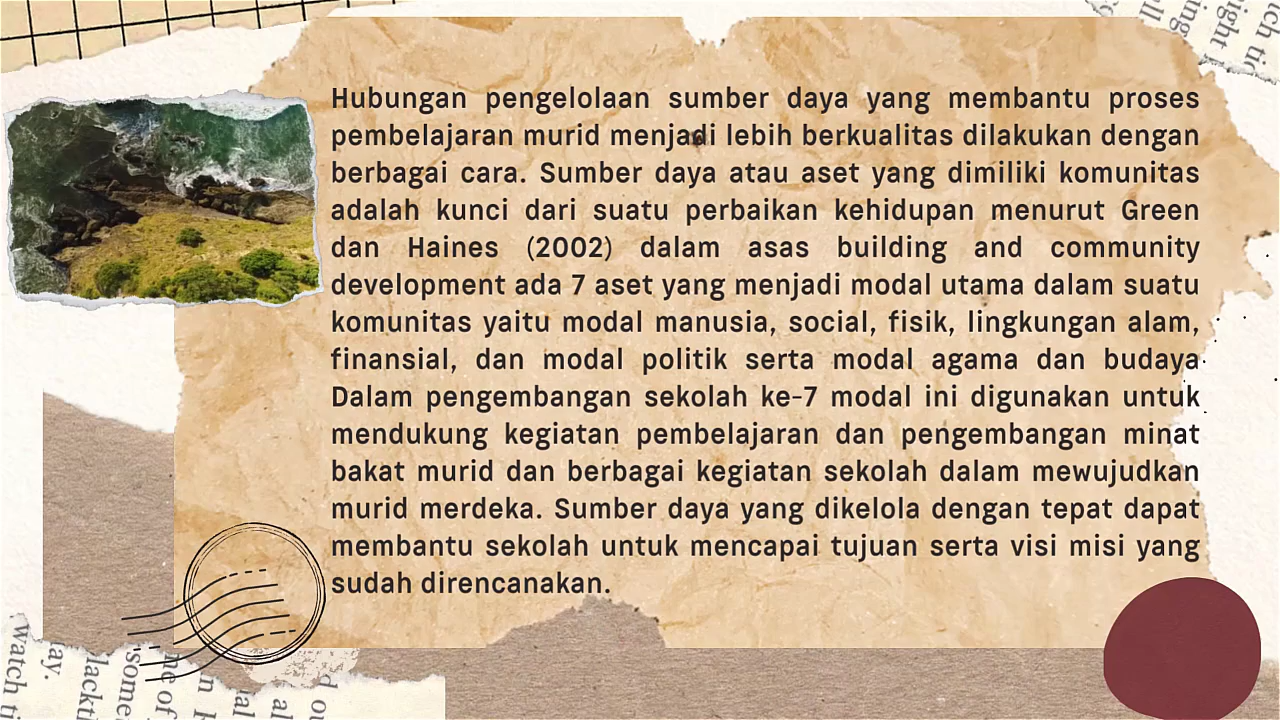 Hubungan pengelolaan sumber daya yang membantu proses
pembelajaran murid menjadi lebih berkualitas dilakukan dengan
berbagai cara. Sumber daya atau aset yang dimiliki komunitas
adalah kunci dari suatu perbaikan kehidupan menurut Green
dan Haines (2002) dalam asas building and community
development ada 7 aset yang menjadi modal utama dalam suatu
komunitas yaitu modal manusia, social, fisik, lingkungan alam,
finansial, dan modal politik serta modal agama dan budaya
Dalam pengembangan sekolah ke-7 modal ini digunakan untuk
mendukung kegiatan pembelajaran dan pengembangan minat
bakat murid dan berbagai kegiatan sekolah dalam mewujudkan
murid merdeka. Sumber daya yang dikelola dengan tepat dapat
membantu sekolah untuk mencapai tujuan serta visi misi yang
sudah direncanakan.